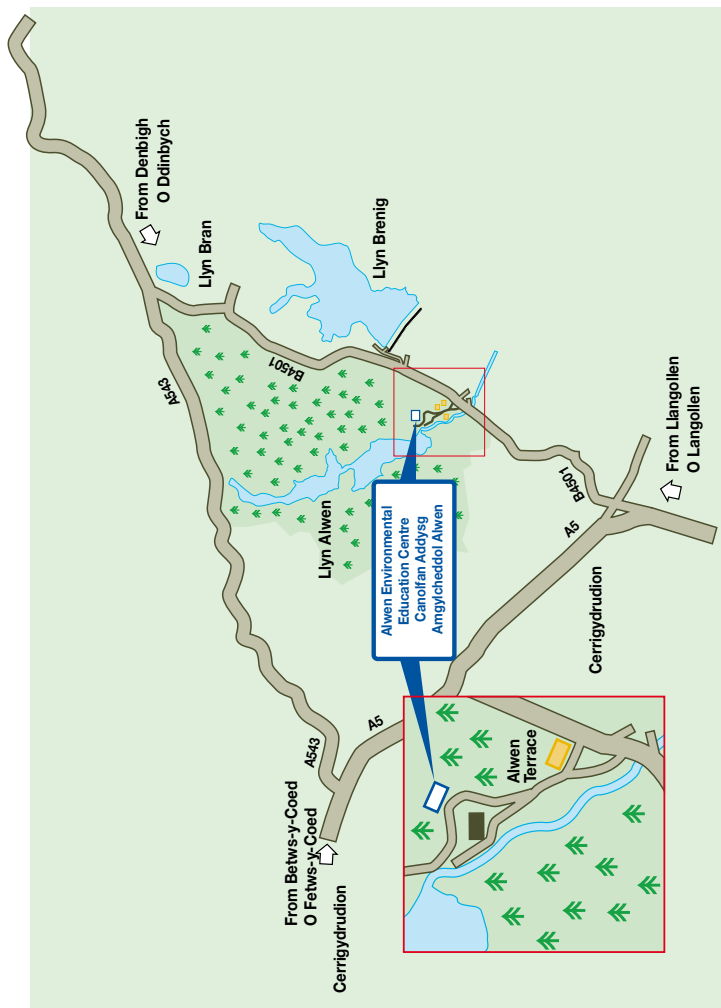 From Denbigh
O Ddinbych
Llyn Bran
Llyn Brenig
A543
B4501
Llyn Alwen
Alwen Environmental
Education Centre
Canolfan Addysg
Amgylcheddol Alwen
B4501
From Llangollen
O Langollen
A5
Cerrigydrudion
A5
A543
From Betws-y-Coed
O Fetws-y-Coed
Cerrigydrudion
Alwen
Terrace